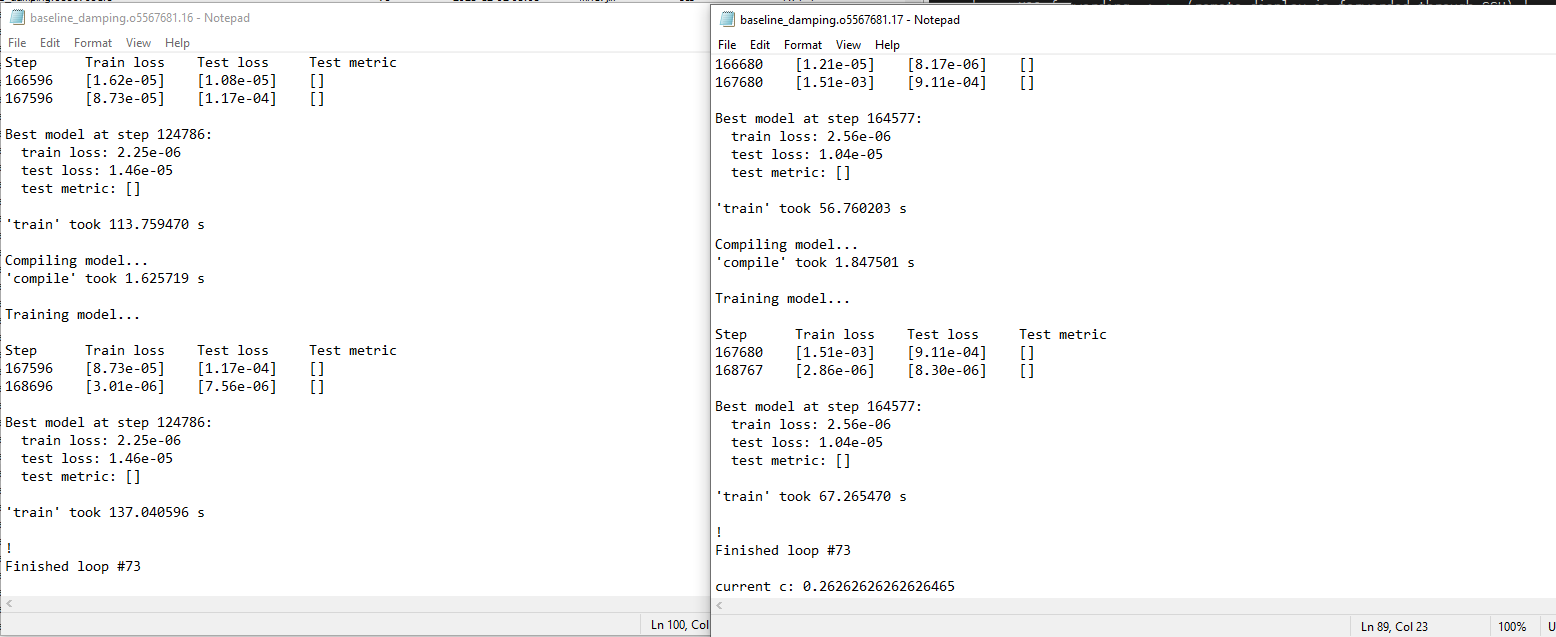 baseline_damping.o5567681.16 - Notepad
File Edit Format View Help
Step Train loss Test loss Test metric
166596 [1.62e-05] [1.08e-05] []
167596 [8.73e-05] [1.17e-04] []
Best model at step 124786:
train loss: 2.25e-06
test loss: 1.46e-05
test metric: []
'train' took 113.759470 s
Compiling model...
'compile' took 1.625719 s
Training model...
Step Train loss Test loss Test metric
167596 [8.73e-05] [1.17e-04] []
168696 [3.01e-06] [7.56e-06] []
Best model at step 124786:
train loss: 2.25e-06
test loss: 1.46e-05
test metric: []
'train' took 137.040596 s
!
Finished loop #73
<
Ln 100, Col
baseline_damping.o5567681.17 - Notepad
File Edit Format View Help
166680 [1.21e-05] [8.17e-06] []
167680 [1.51e-03] [9.11e-04] []
Best model at step 164577:
train loss: 2.56e-06
test loss: 1.04e-05
test metric: []
'train' took 56.760203 s
Compiling model...
'compile' took 1.847501 s
Training model...
Step Train loss Test loss Test metric
167680 [1.51e-03] [9.11e-04] []
168767 [2.86e-06] [8.30e-06] []
Best model at step 164577:
train loss: 2.56e-06
test loss: 1.04e-05
test metric: []
'train' took 67.265470 s
!
Finished loop #73
current c: 0.26262626262626465
<
Ln 89, Col 23 100% U